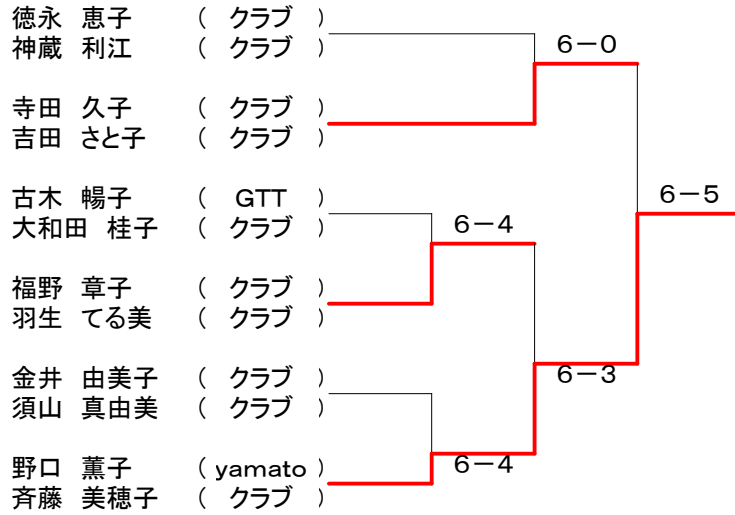 徳永 恵子 ( クラブ )
神蔵 利江 ( クラブ )
6－0
寺田 久子 ( クラブ )
吉田 さと子 ( クラブ )
古木 暢子 ( GTT )
大和田 桂子 ( クラブ )
6－4
6－5
福野 章子 ( クラブ )
羽生 てる美 ( クラブ )
金井 由美子 ( クラブ )
須山 真由美 ( クラブ )
6－3
野口 薫子 ( yamato )
斉藤 美穂子 ( クラブ )
6－4